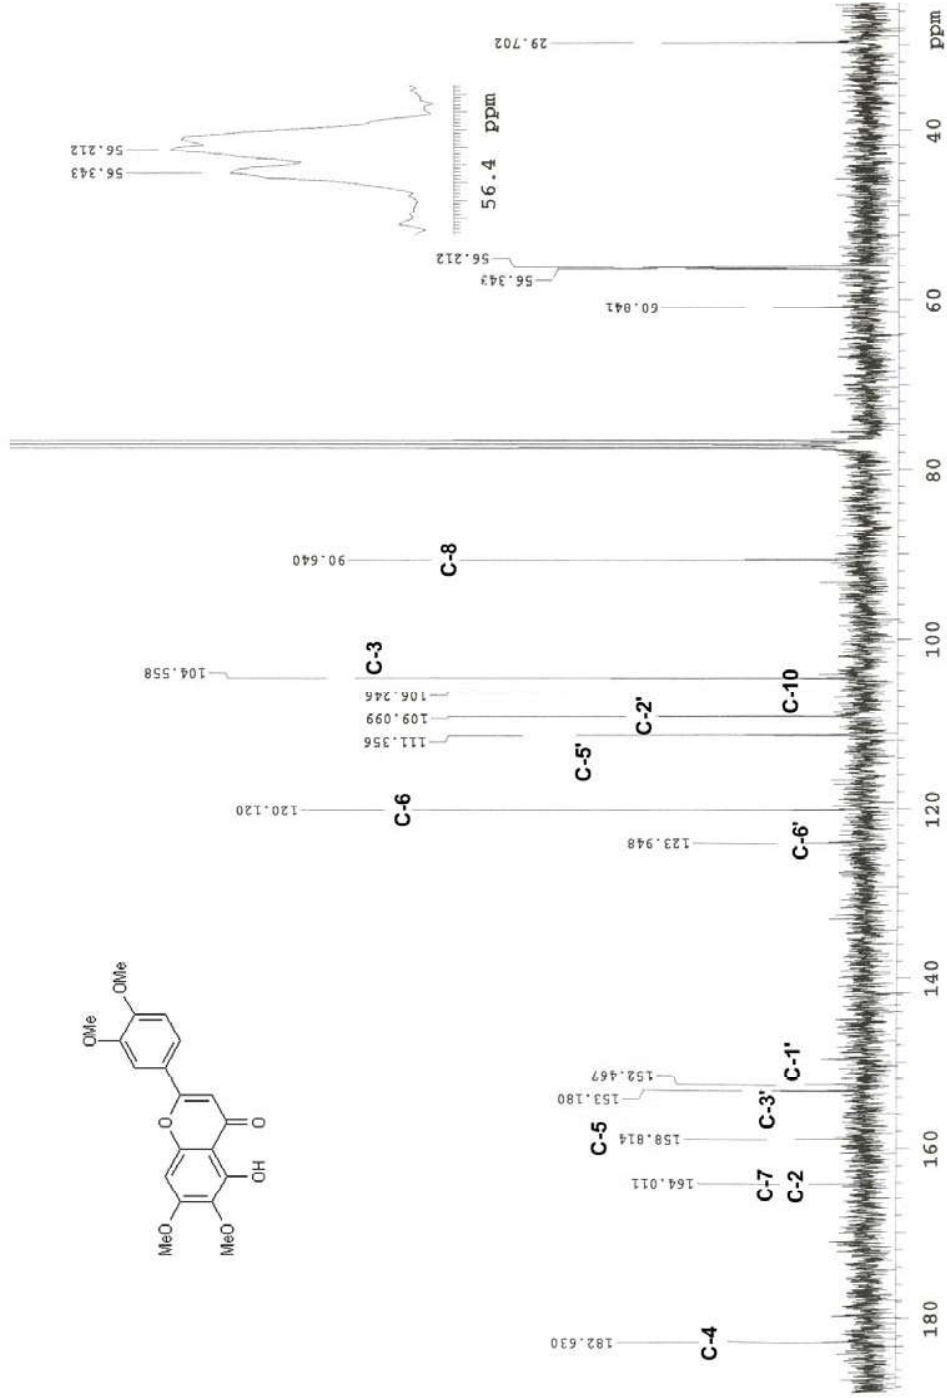 OMe
OMe
MeO
MeO
OH
O
O
182.630
164.011
158.814
153.180
152.467
123.948
120.120
111.356
109.099
106.246
104.558
90.640
60.841
56.343
56.212
29.702
56.343
56.212
56.4 ppm
C-4
C-7
C-2
C-5
C-3'
C-1'
C-6'
C-6
C-5'
C-2'
C-10
C-3
C-8
180 160 140 120 100 80 60 40 ppm